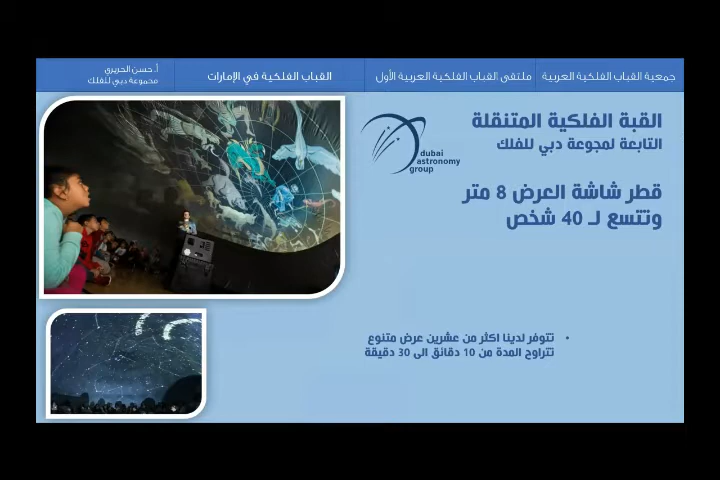 جمعية القباب الفلكية العربية
ملتقى القباب الفلكية العربية الأول
القباب الفلكية في الإمارات
أ. حسن الحريري
مجموعة دبي للفلك
القبة الفلكية المتنقلة
التابعة لمجوعة دبي للفلك
dubai
astronomy
group
قطر شاشة العرض 8 متر
وتتسع لـ 40 شخص
• تتوفر لدينا اكثر من عشرين عرض متنوع
تتراوح المدة من 10 دقائق الى 30 دقيقة